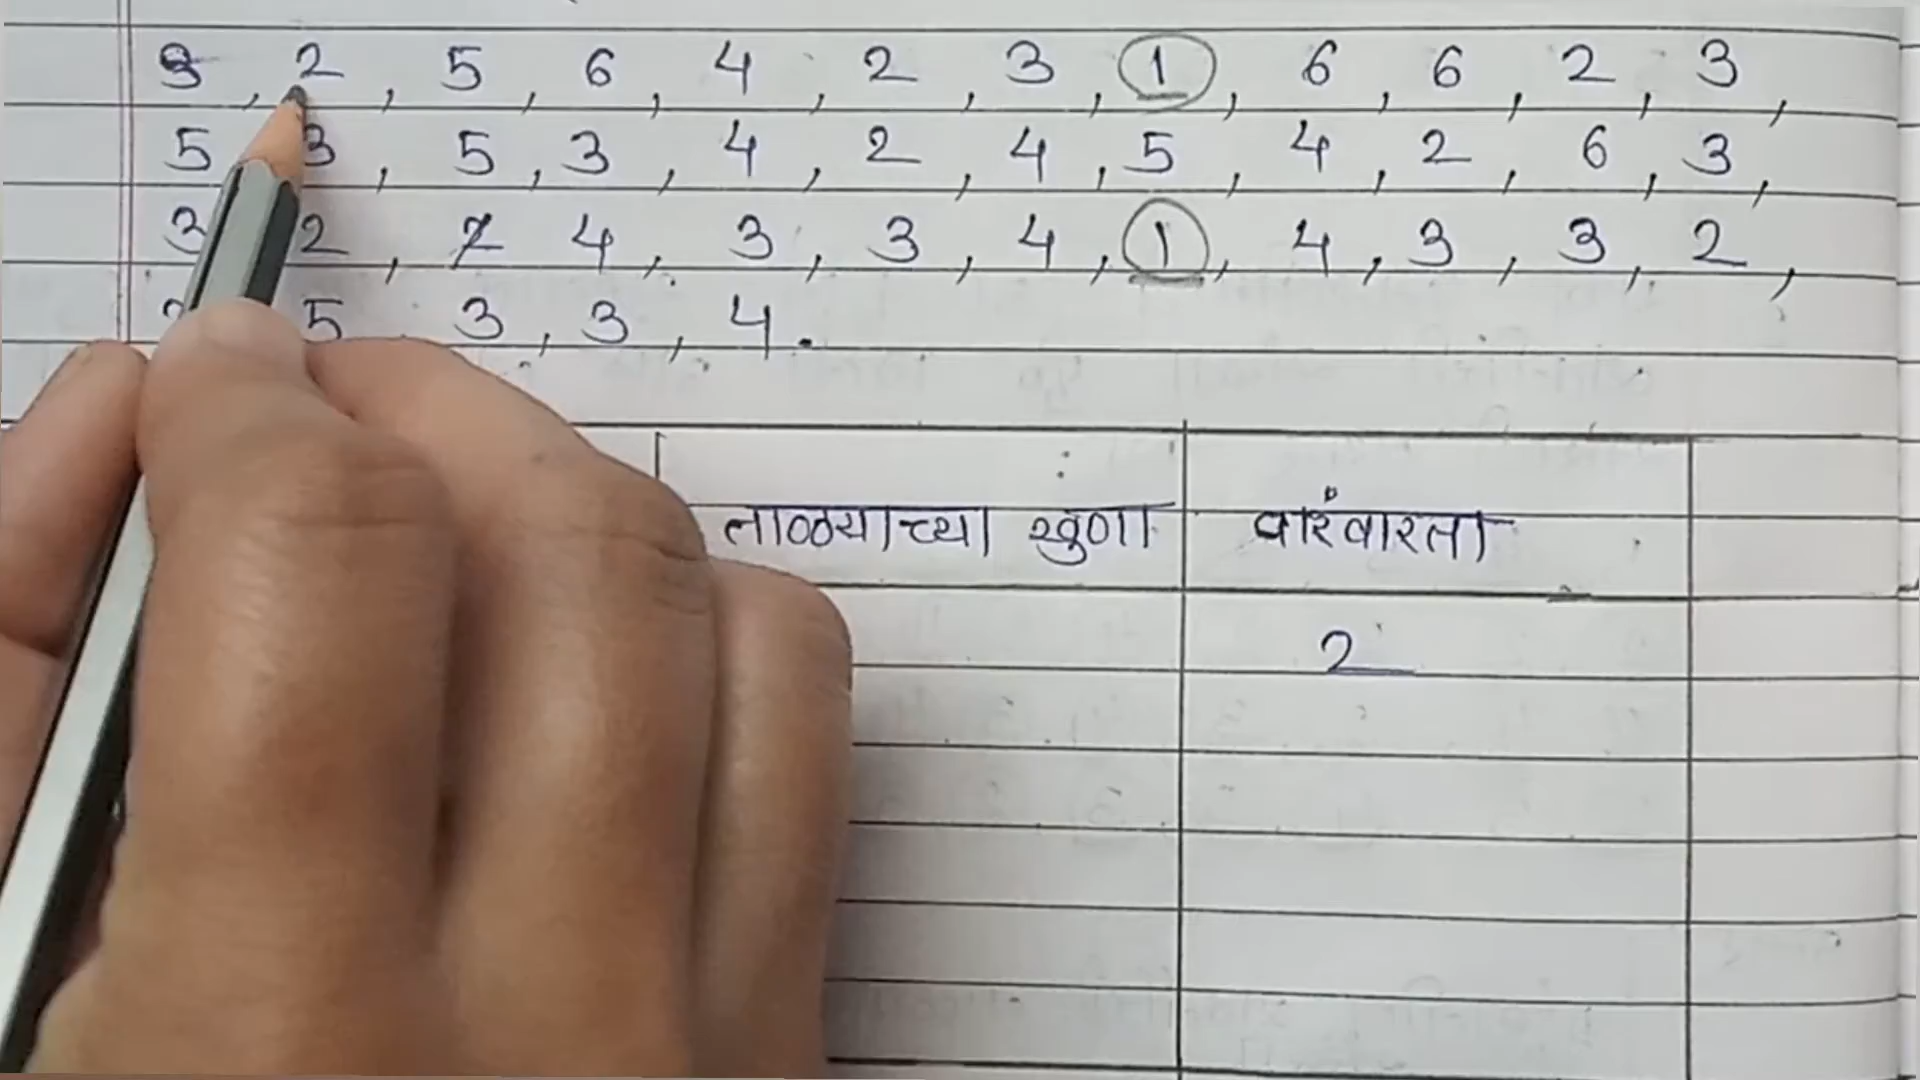 3, 2, 5, 6, 4, 2, 3, 1, 6, 6, 2, 3,
5 3, 5, 3, 4, 2, 4, 5, 4, 2, 6, 3,
3 2, 4, 3, 3, 4, 1, 4, 3, 3, 2,
5 3, 3, 4.
ताळ्याच्या खुणा वारंवारता
2